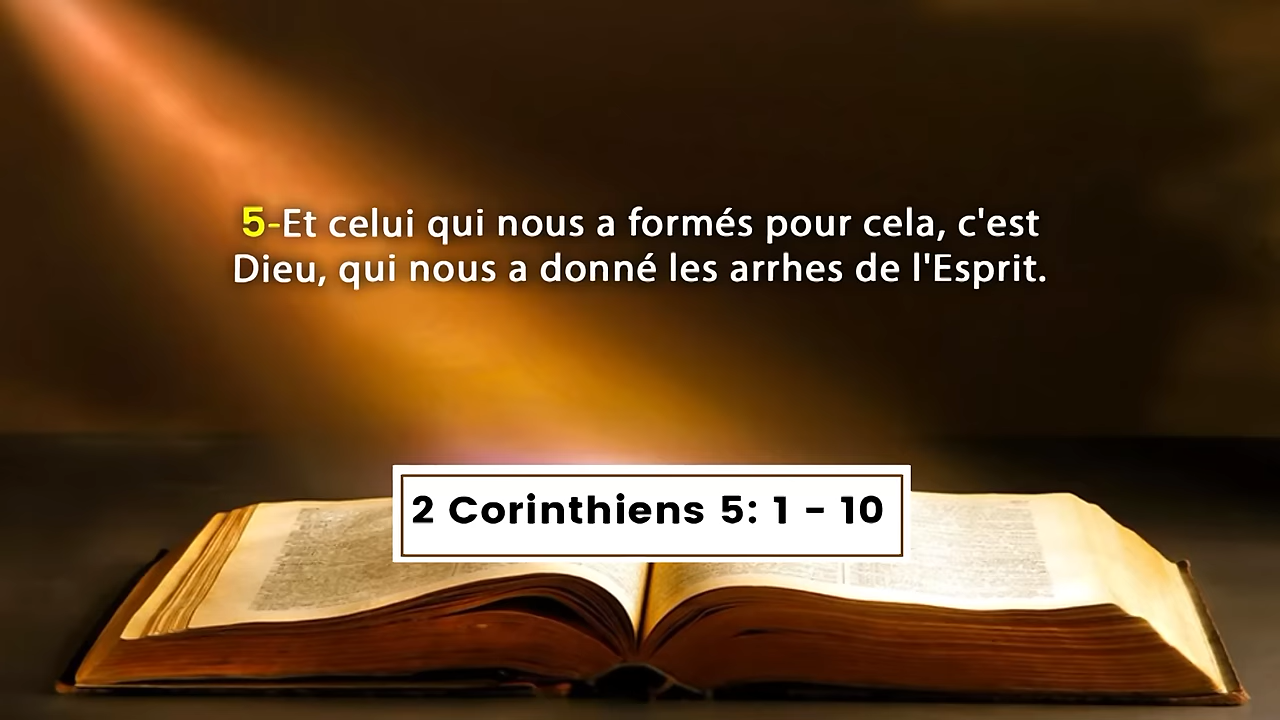 5-Et celui qui nous a formés pour cela, c'est
Dieu, qui nous a donné les arrhes de l'Esprit.
2 Corinthiens 5: 1 - 10